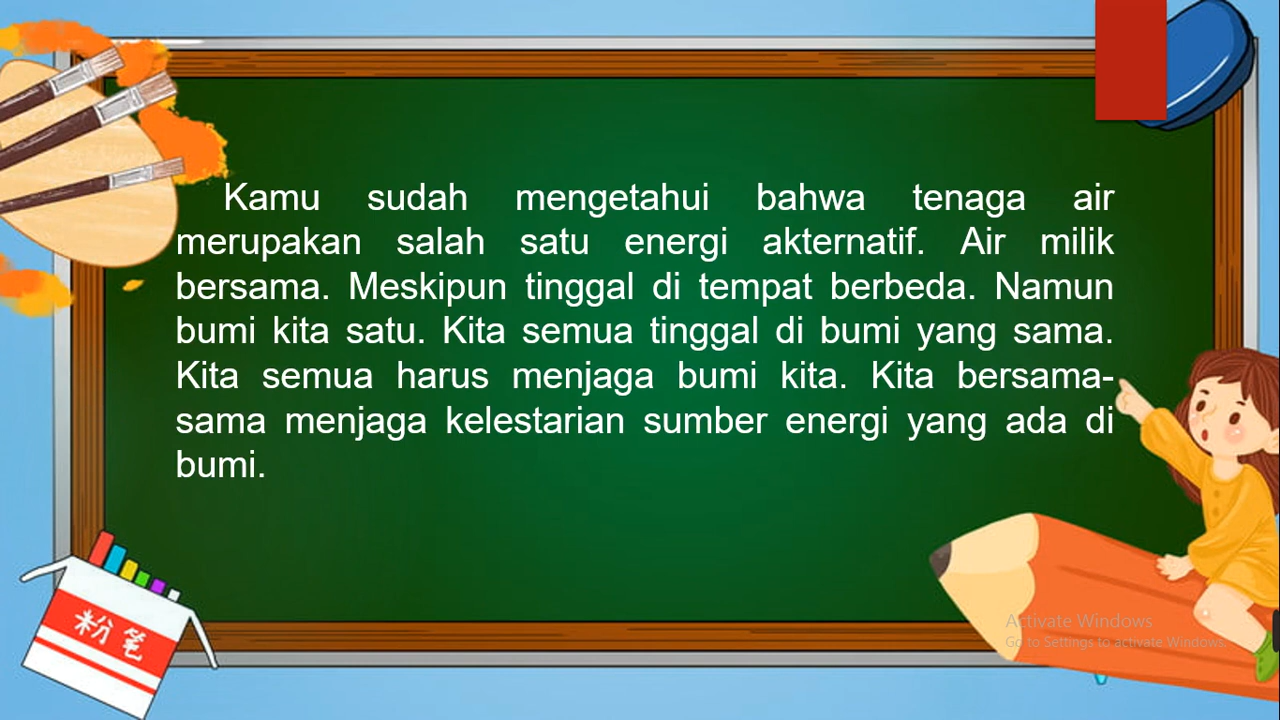 Kamu sudah mengetahui bahwa tenaga air
merupakan salah satu energi akternatif. Air milik
bersama. Meskipun tinggal di tempat berbeda. Namun
bumi kita satu. Kita semua tinggal di bumi yang sama.
Kita semua harus menjaga bumi kita. Kita bersama-
sama menjaga kelestarian sumber energi yang ada di
bumi.
粉笔
Activate Windows
Go to Settings to activate Windows.